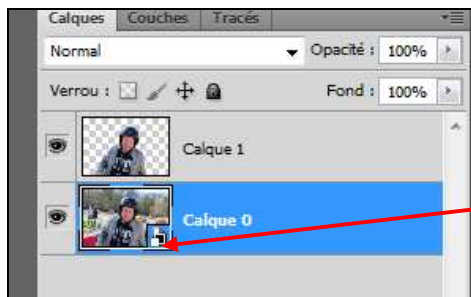 Calques Couches Tracés
Normal Opacité : 100%
Verrou : Fond : 100%
Calque 1
Calque 0